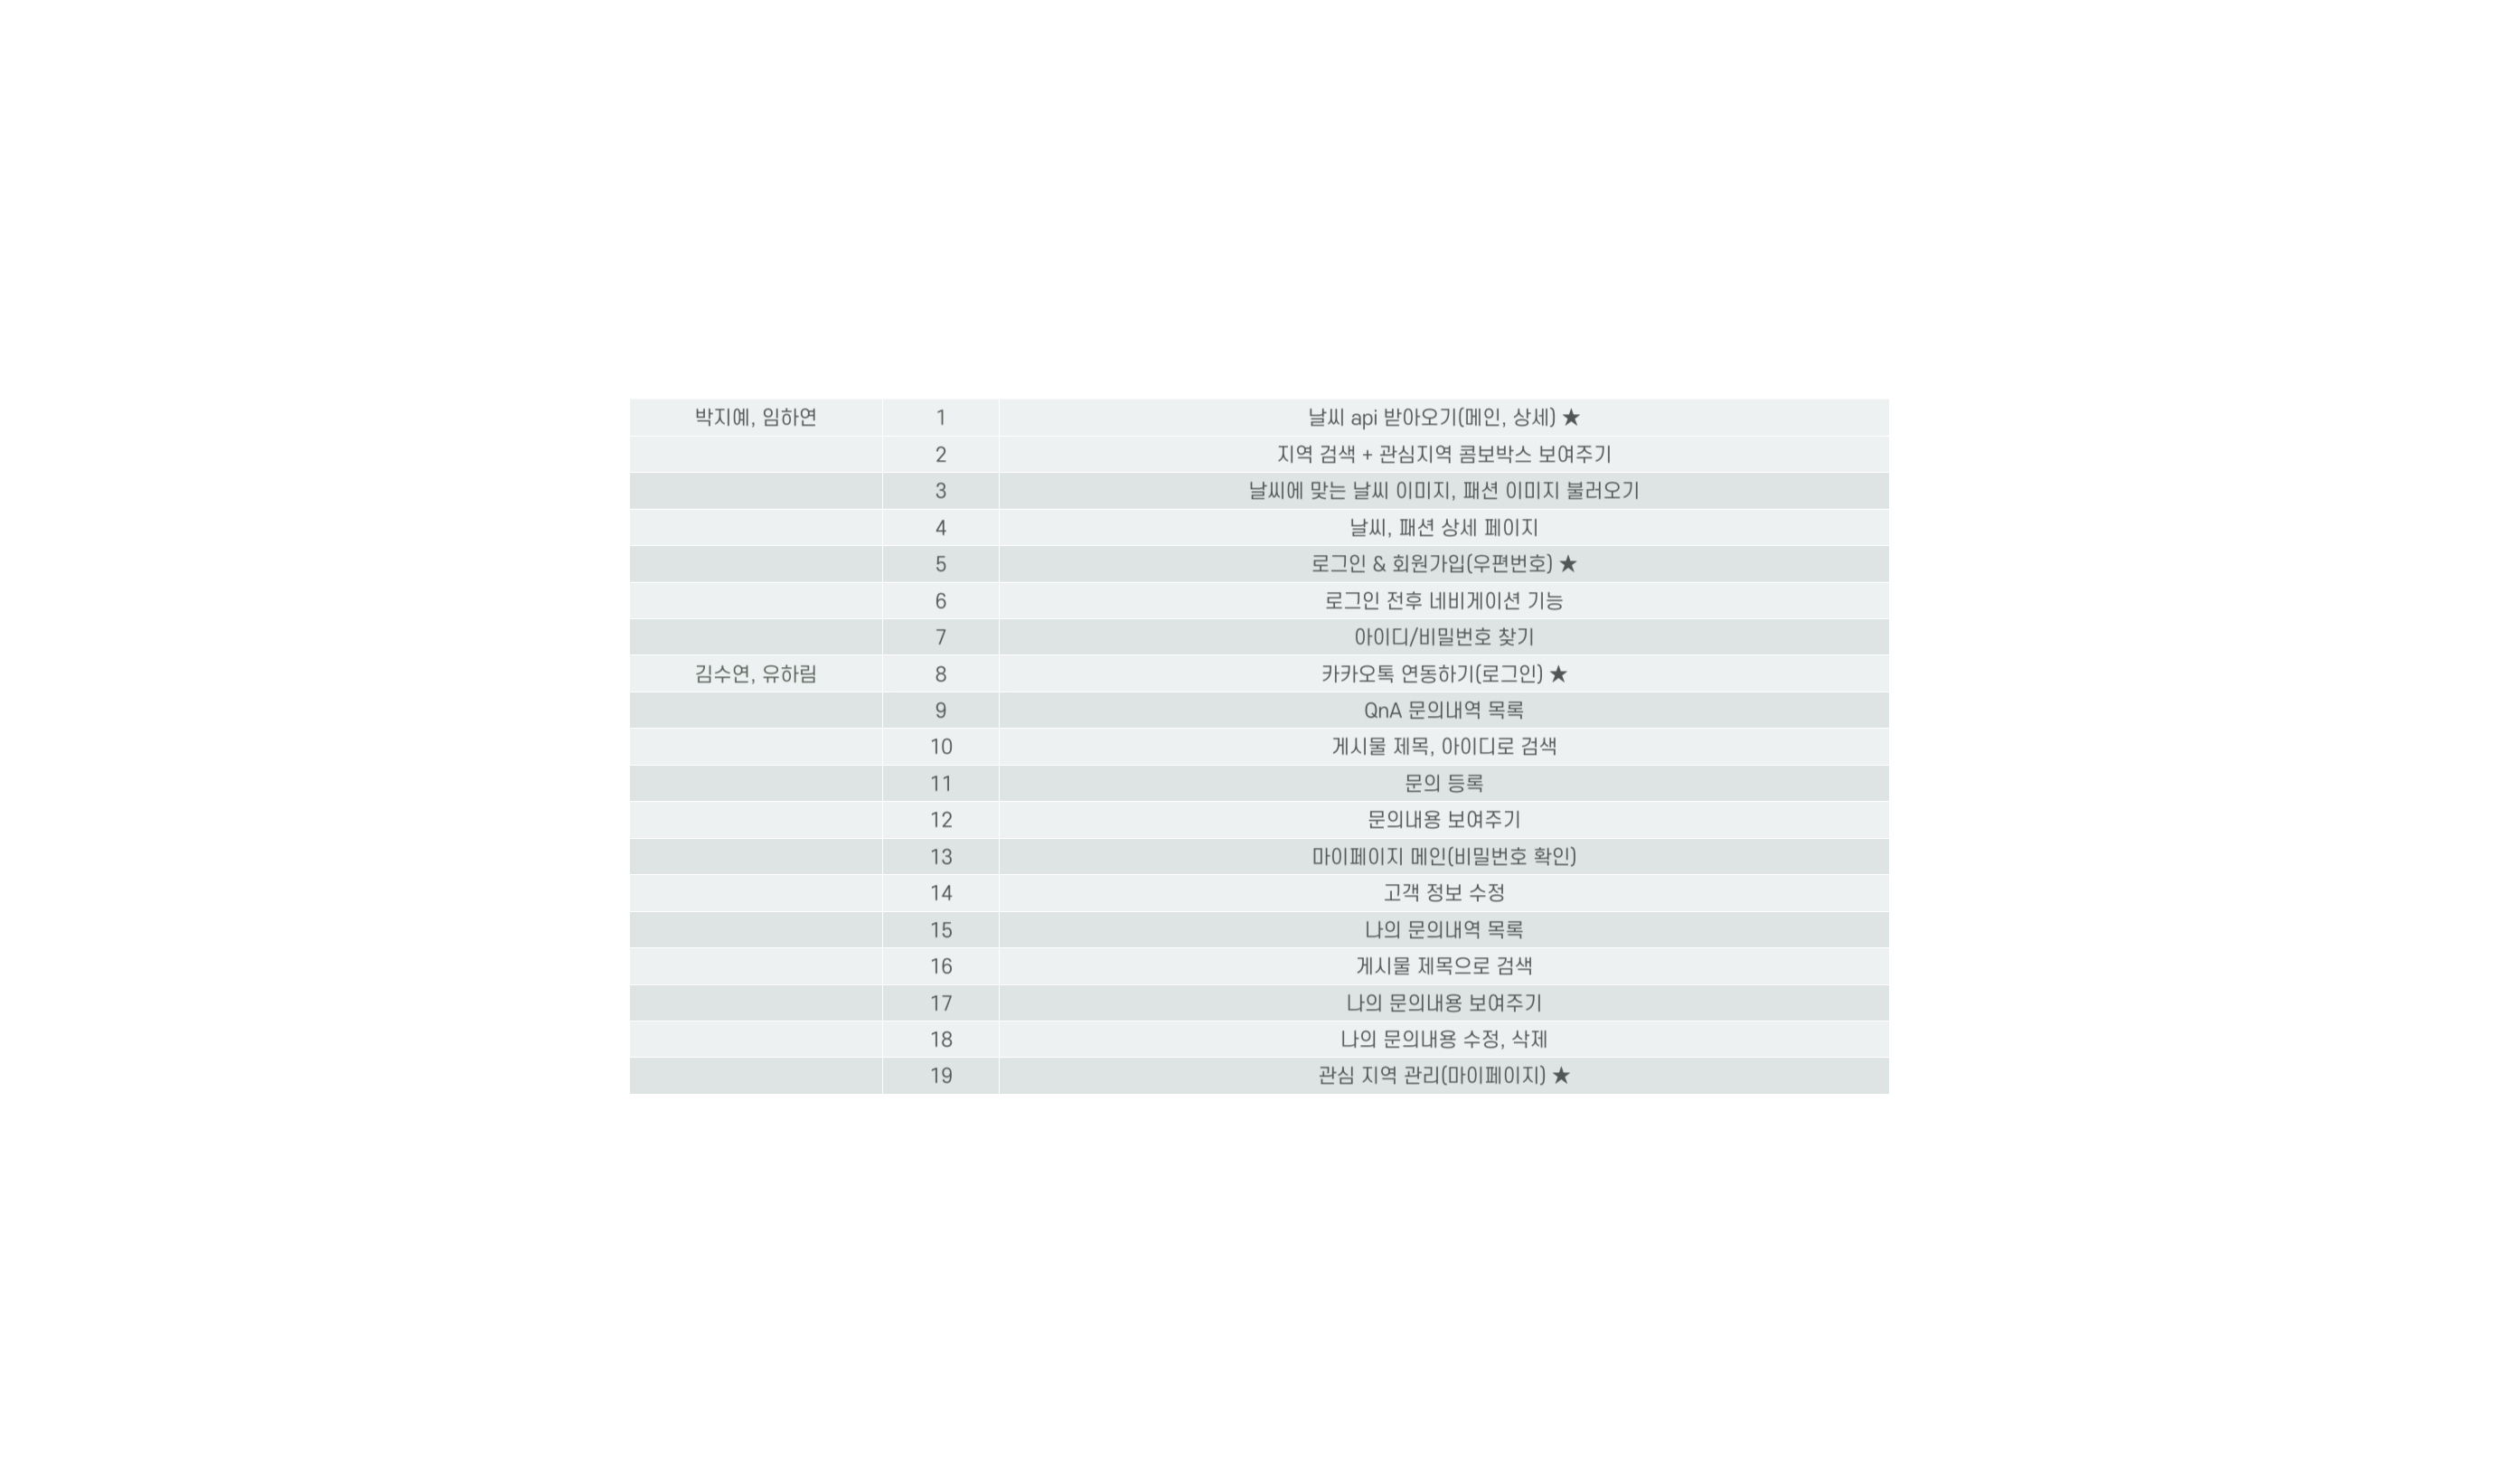 박지예, 임하연 1 날씨 api 받아오기(메인, 상세) ★
2 지역 검색 + 관심지역 콤보박스 보여주기
3 날씨에 맞는 날씨 이미지, 패션 이미지 불러오기
4 날씨, 패션 상세 페이지
5 로그인 & 회원가입(우편번호) ★
6 로그인 전후 네비게이션 기능
7 아이디/비밀번호 찾기
김수연, 유하림 8 카카오톡 연동하기(로그인) ★
9 QnA 문의내역 목록
10 게시물 제목, 아이디로 검색
11 문의 등록
12 문의내용 보여주기
13 마이페이지 메인(비밀번호 확인)
14 고객 정보 수정
15 나의 문의내역 목록
16 게시물 제목으로 검색
17 나의 문의내용 보여주기
18 나의 문의내용 수정, 삭제
19 관심 지역 관리(마이페이지) ★